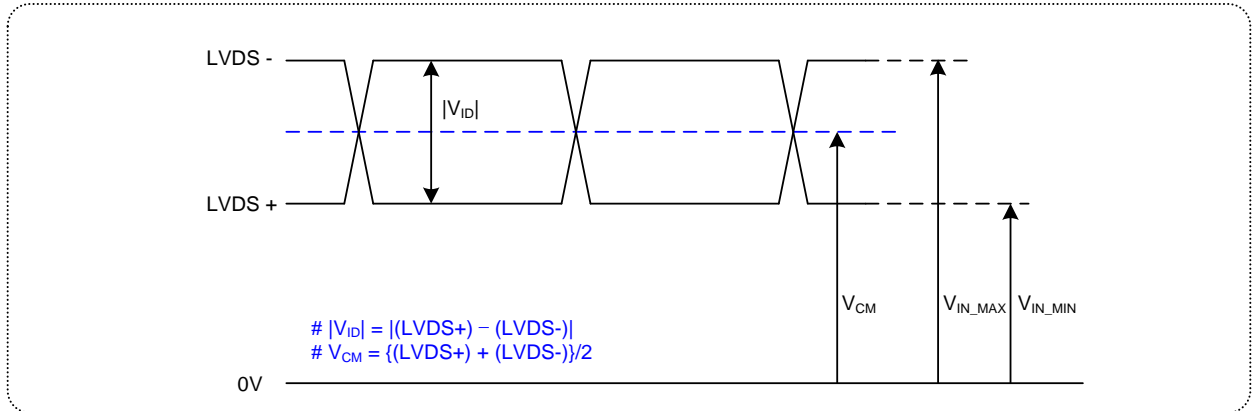 LVDS -
|VID|
LVDS +
VCM
VIN_MAX
VIN_MIN
# |VID| = |(LVDS+) – (LVDS-)|
# VCM = {(LVDS+) + (LVDS-)}/2
0V